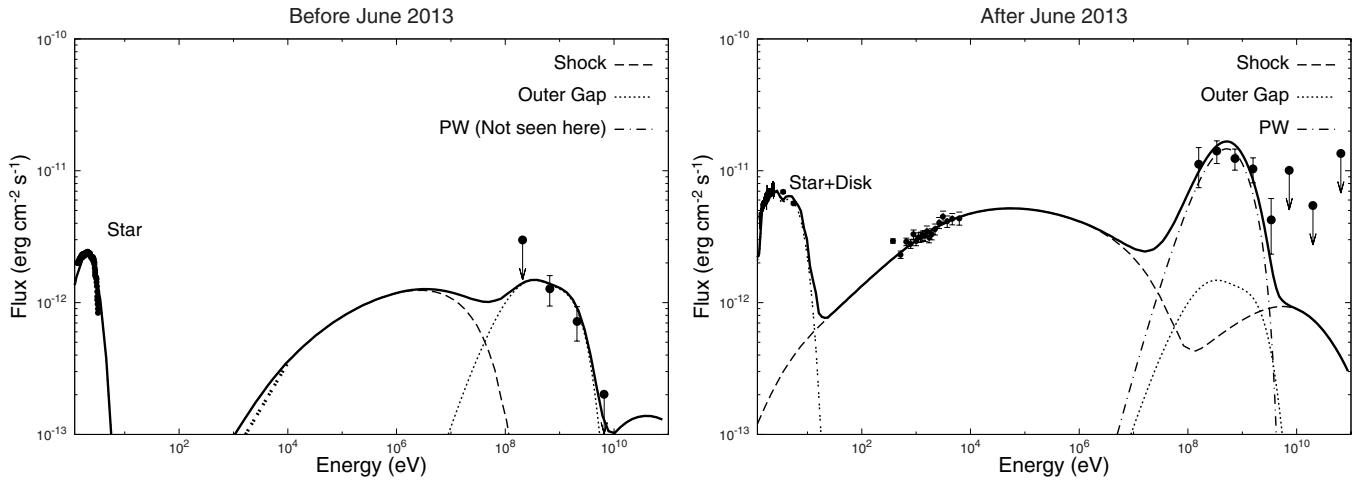 Before June 2013
10⁻¹⁰
10⁻¹¹
10⁻¹²
10⁻¹³
Flux (erg cm⁻² s⁻¹)
Shock
Outer Gap
PW (Not seen here)
Star
10² 10⁴ 10⁶ 10⁸ 10¹⁰
Energy (eV)
After June 2013
10⁻¹⁰
10⁻¹¹
10⁻¹²
10⁻¹³
Flux (erg cm⁻² s⁻¹)
Shock
Outer Gap
PW
Star+Disk
10² 10⁴ 10⁶ 10⁸ 10¹⁰
Energy (eV)